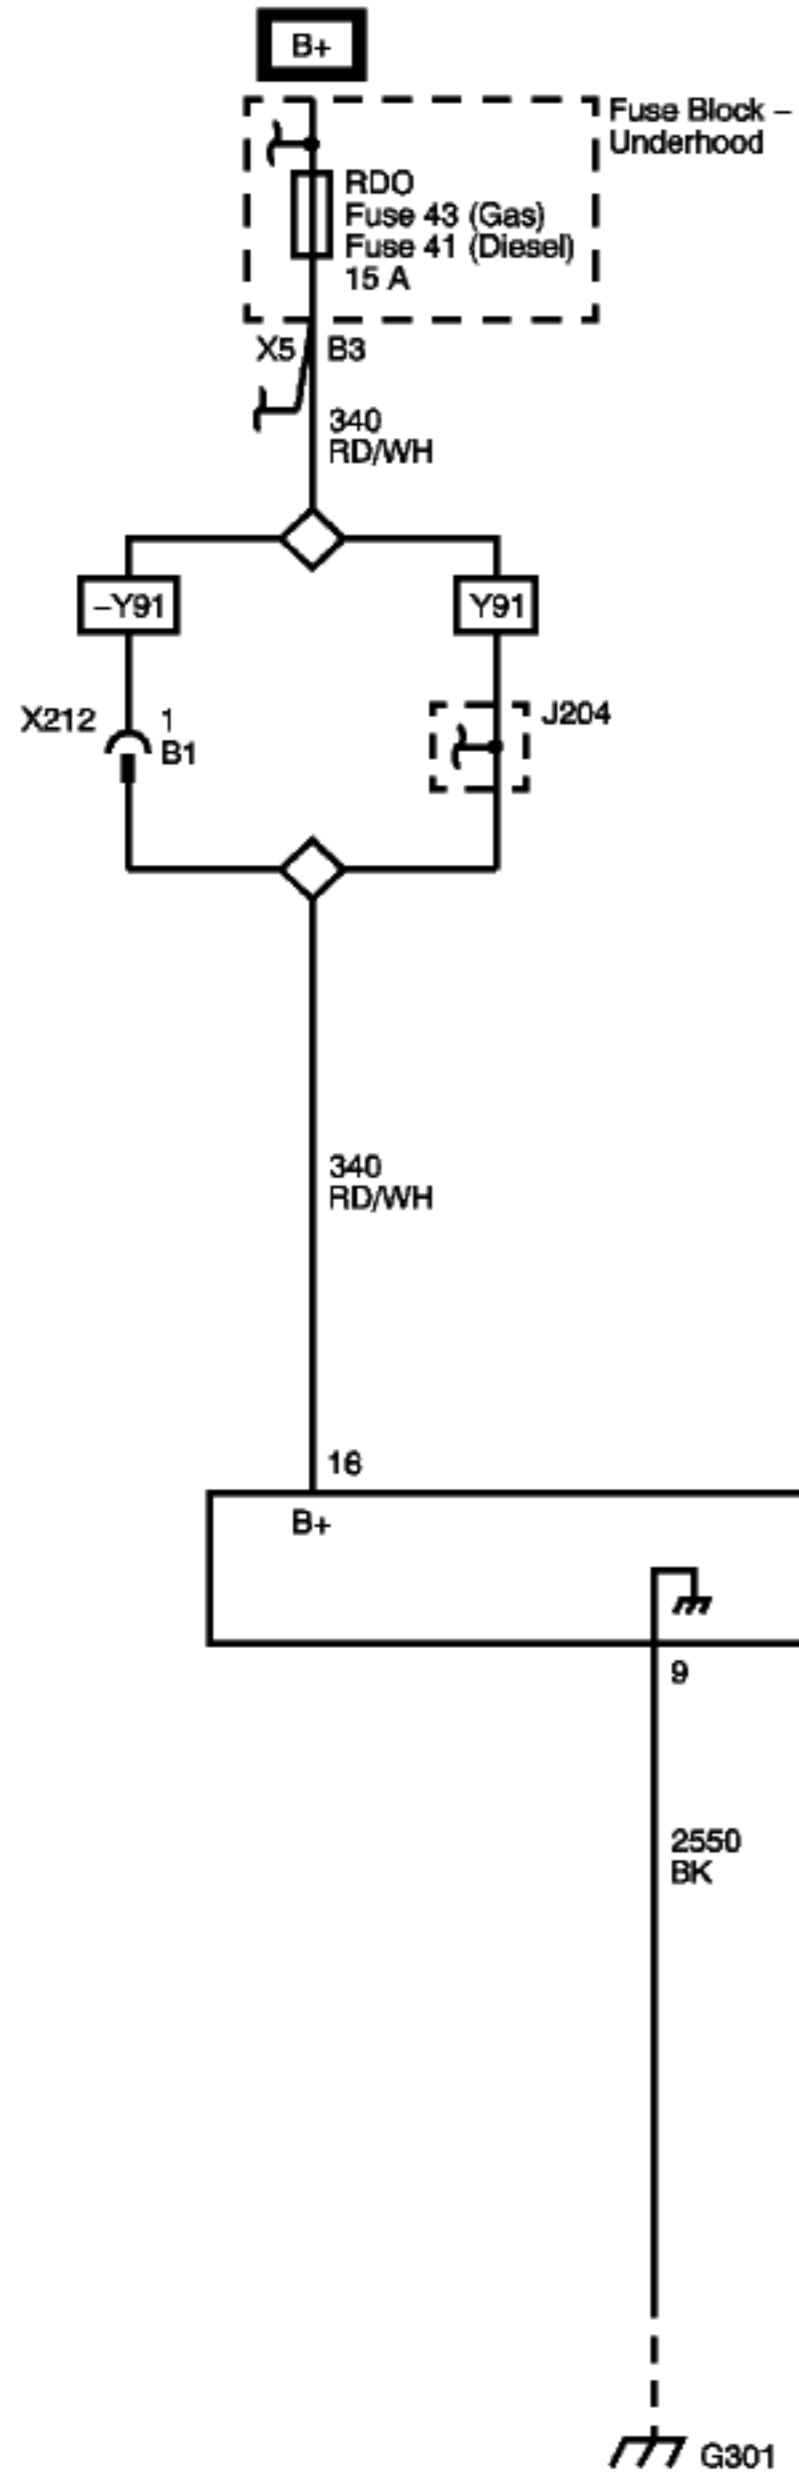 B+
Fuse Block –
Underhood
RDO
Fuse 43 (Gas)
Fuse 41 (Diesel)
15 A
X5 B3
340
RD/WH
–Y91
Y91
X212
1
B1
J204
340
RD/WH
16
B+
9
2550
BK
G301